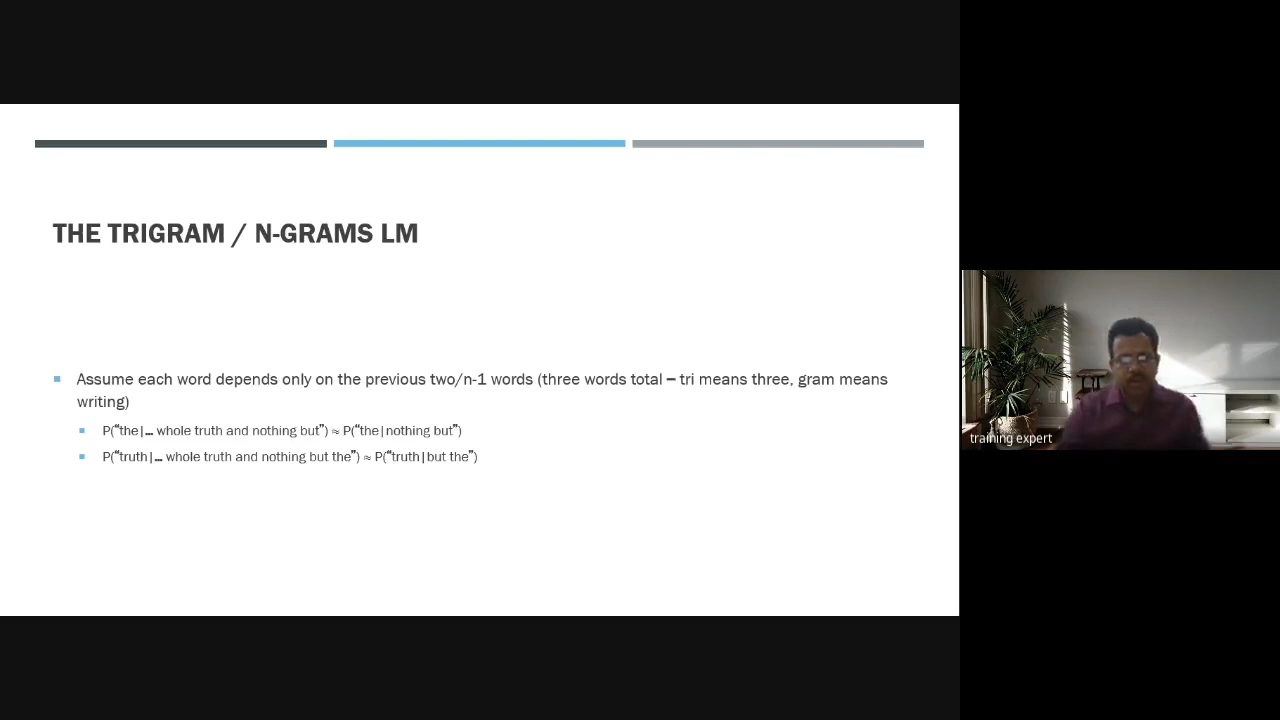 THE TRIGRAM / N-GRAMS LM
Assume each word depends only on the previous two/n-1 words (three words total – tri means three, gram means
writing)
P(“the|… whole truth and nothing but”) ≈ P(“the|nothing but”)
P(“truth|… whole truth and nothing but the”) ≈ P(“truth|but the”)
training expert